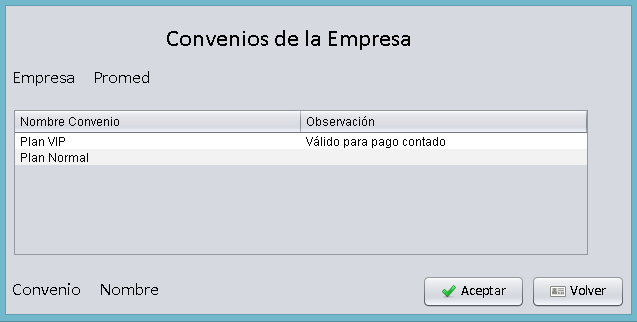 Convenios de la Empresa
Empresa Promed
Nombre Convenio Observación
Plan VIP Válido para pago contado
Plan Normal
Convenio Nombre Aceptar Volver